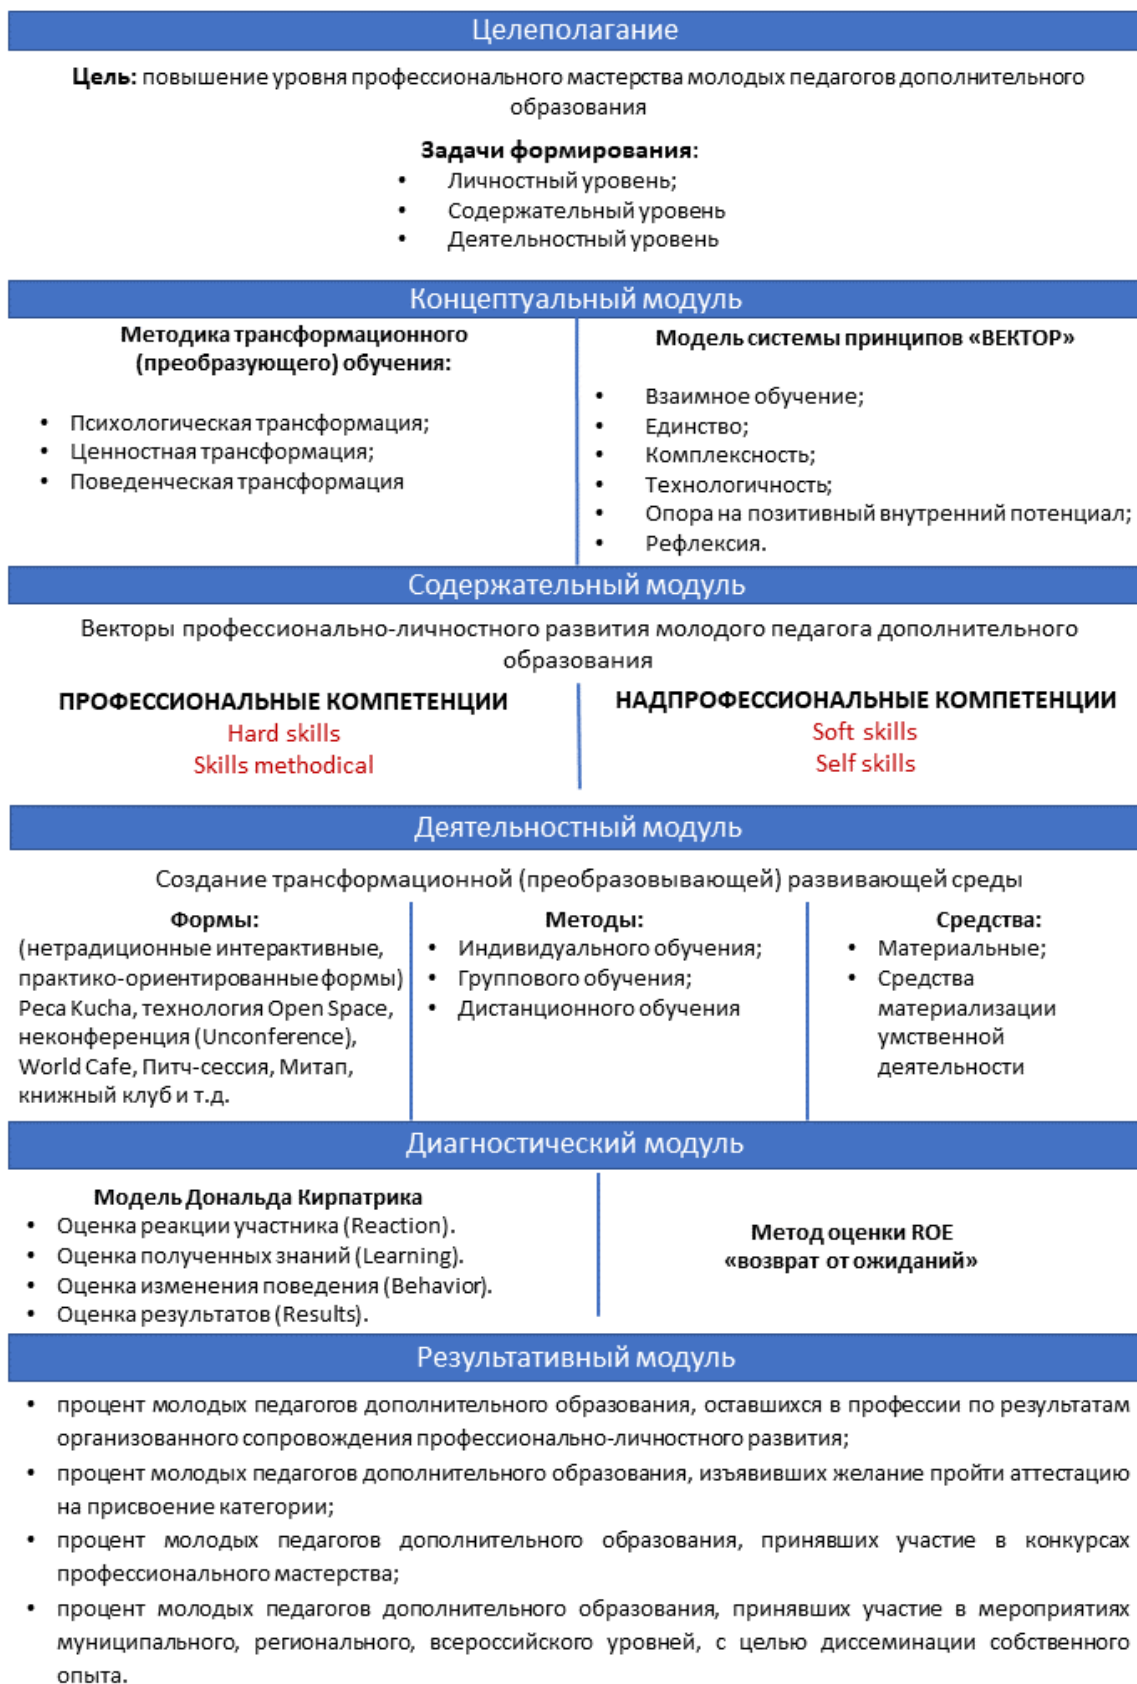 Целеполагание
Цель: повышение уровня профессионального мастерства молодых педагогов дополнительного
образования
Задачи формирования:
• Личностный уровень;
• Содержательный уровень
• Деятельностный уровень
Концептуальный модуль
Методика трансформационного
(преобразующего) обучения:
• Психологическая трансформация;
• Ценностная трансформация;
• Поведенческая трансформация
Модель системы принципов «ВЕКТОР»
• Взаимное обучение;
• Единство;
• Комплексность;
• Технологичность;
• Опора на позитивный внутренний потенциал;
• Рефлексия.
Содержательный модуль
Векторы профессионально-личностного развития молодого педагога дополнительного
образования
ПРОФЕССИОНАЛЬНЫЕ КОМПЕТЕНЦИИ
Hard skills
Skills methodical
НАДПРОФЕССИОНАЛЬНЫЕ КОМПЕТЕНЦИИ
Soft skills
Self skills
Деятельностный модуль
Создание трансформационной (преобразовывающей) развивающей среды
Формы:
(нетрадиционные интерактивные,
практико-ориентированные формы)
Peca Kucha, технология Open Space,
неконференция (Unconference),
World Cafe, Питч-сессия, Митап,
книжный клуб и т.д.
Методы:
• Индивидуального обучения;
• Группового обучения;
• Дистанционного обучения
Средства:
• Материальные;
• Средства
материализации
умственной
деятельности
Диагностический модуль
Модель Дональда Кирпатрика
• Оценка реакции участника (Reaction).
• Оценка полученных знаний (Learning).
• Оценка изменения поведения (Behavior).
• Оценка результатов (Results).
Метод оценки ROE
«возврат от ожиданий»
Результативный модуль
• процент молодых педагогов дополнительного образования, оставшихся в профессии по результатам
организованного сопровождения профессионально-личностного развития;
• процент молодых педагогов дополнительного образования, изъявивших желание пройти аттестацию
на присвоение категории;
• процент молодых педагогов дополнительного образования, принявших участие в конкурсах
профессионального мастерства;
• процент молодых педагогов дополнительного образования, принявших участие в мероприятиях
муниципального, регионального, всероссийского уровней, с целью диссеминации собственного
опыта.